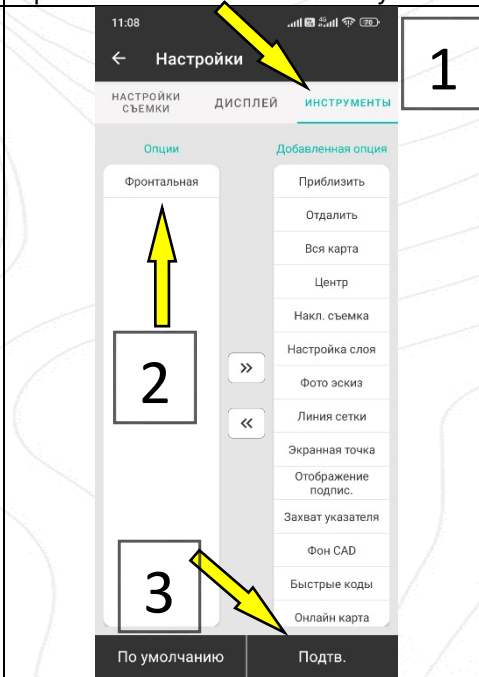 11:08 4G 70
← Настройки
1
НАСТРОЙКИ
СЪЕМКИ
ДИСПЛЕЙ
ИНСТРУМЕНТЫ
Опции
Добавленная опция
Фронтальная
Приблизить
Отдалить
Вся карта
Центр
Накл. съемка
Настройка слоя
2
»
Фото эскиз
«
Линия сетки
Экранная точка
Отображение
подпис.
Захват указателя
Фон CAD
3
Быстрые коды
Онлайн карта
По умолчанию
Подтв.